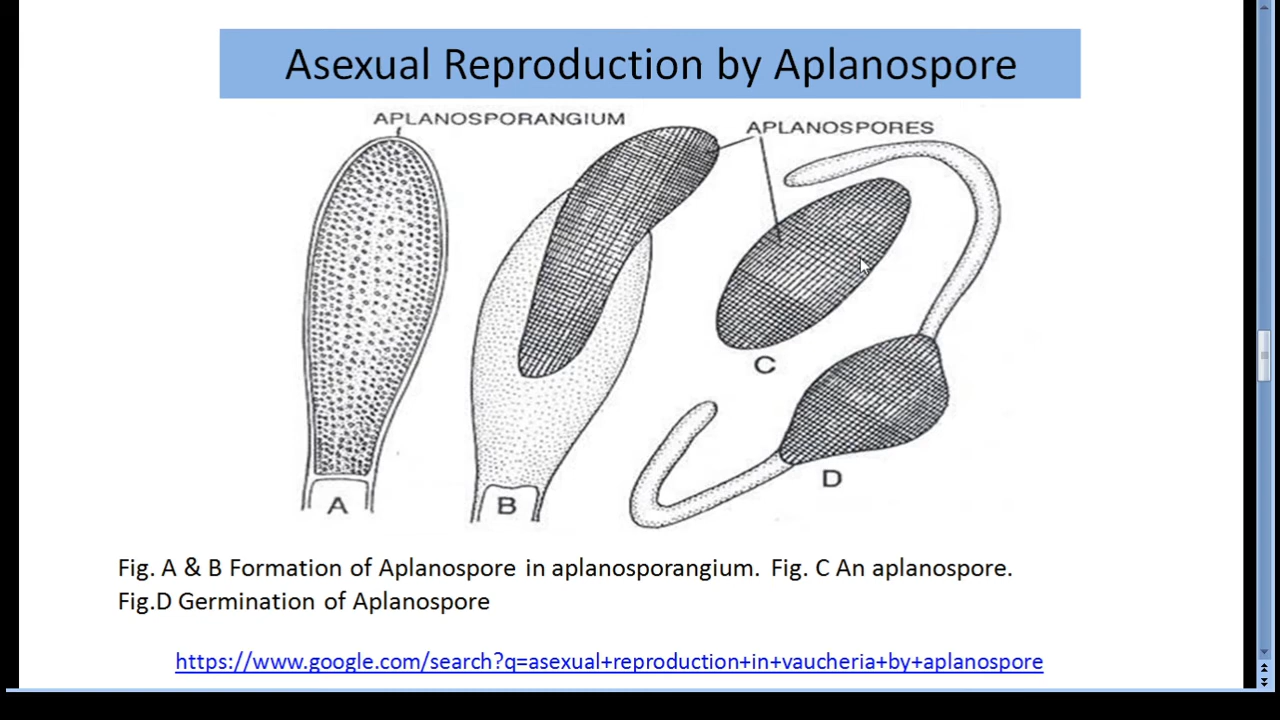 Asexual Reproduction by Aplanospore
APLANOSPORANGIUM
APLANOSPORES
A
B
C
D
Fig. A & B Formation of Aplanospore in aplanosporangium. Fig. C An aplanospore.
Fig.D Germination of Aplanospore
https://www.google.com/search?q=asexual+reproduction+in+vaucheria+by+aplanospore